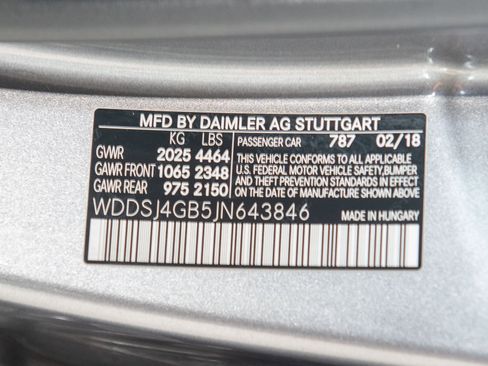 MFD BY DAIMLER AG STUTTGART
KG LBS PASSENGER CAR 787 02/18
GVWR 2025 4464 THIS VEHICLE CONFORMS TO ALL APPLICABLE
GAWR FRONT 1065 2348 U.S. FEDERAL MOTOR VEHICLE SAFETY,BUMPER
GAWR REAR 975 2150 AND THEFT PREVENTION STANDARDS IN EFFECT
ON THE DATE OF MANUFACTURE SHOWN ABOVE
WDDSJ4GB5JN643846 MADE IN HUNGARY